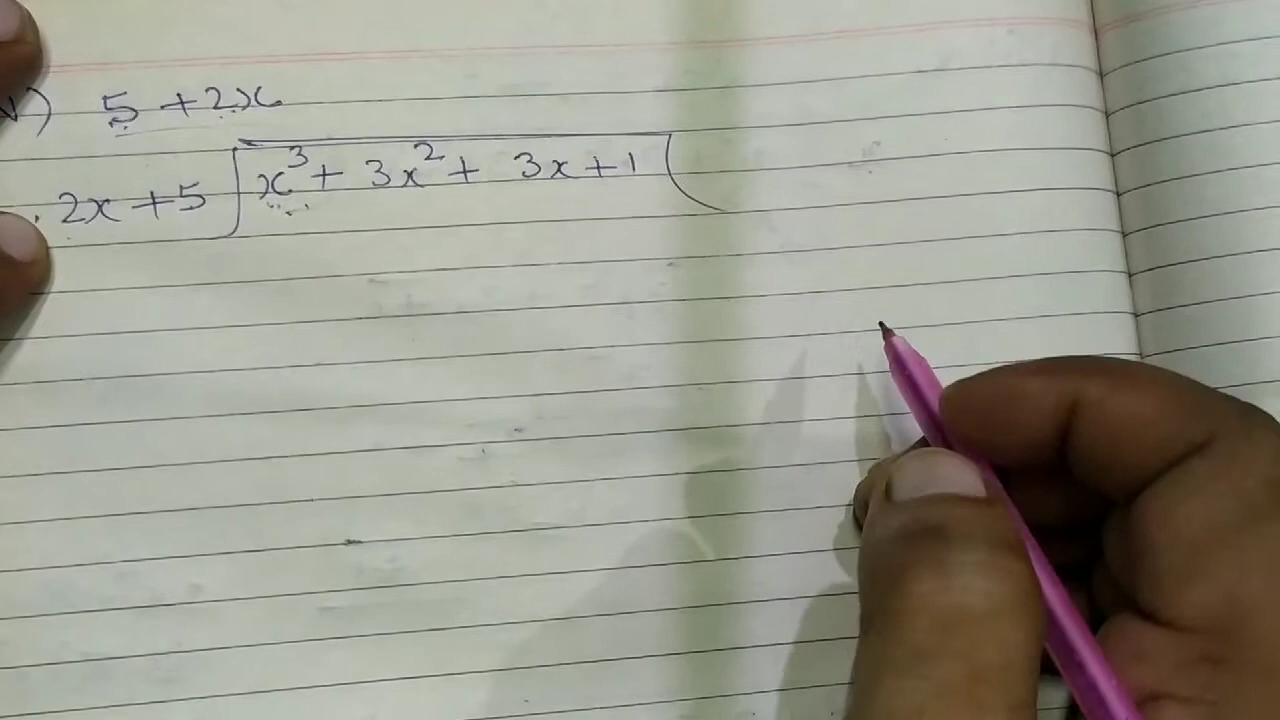 v) 5 + 2x
2x + 5 x³ + 3x² + 3x + 1